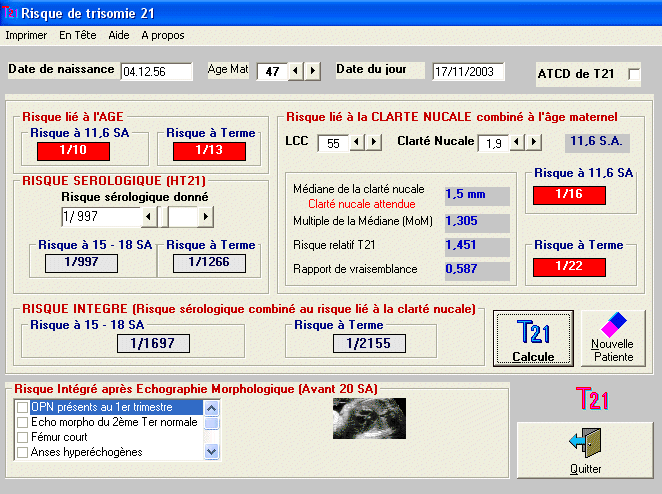 T21 Risque de trisomie 21
Imprimer En Tête Aide A propos
Date de naissance 04.12.56 Age Mat 47 Date du jour 17/11/2003 ATCD de T21
Risque lié à l'AGE
Risque à 11,6 SA Risque à Terme
1/10 1/13
RISQUE SEROLOGIQUE (HT21)
Risque sérologique donné
1/ 997
Risque à 15 - 18 SA Risque à Terme
1/997 1/1266
Risque lié à la CLARTE NUCALE combiné à l'âge maternel
LCC 55 Clarté Nucale 1,9 11,6 S.A.
Médiane de la clarté nucale 1,5 mm
Clarté nucale attendue
Multiple de la Médiane (MoM) 1,305
Risque relatif T21 1,451
Rapport de vraisemblance 0,587
Risque à 11,6 SA
1/16
Risque à Terme
1/22
RISQUE INTEGRE (Risque sérologique combiné au risque lié à la clarté nucale)
Risque à 15 - 18 SA Risque à Terme
1/1697 1/2155
T21
Calcule
Nouvelle
Patiente
Risque Intégré après Echographie Morphologique (Avant 20 SA)
OPN présents au 1er trimestre
Echo morpho du 2ème Ter normale
Fémur court
Anses hyperéchogènes
T21
Quitter